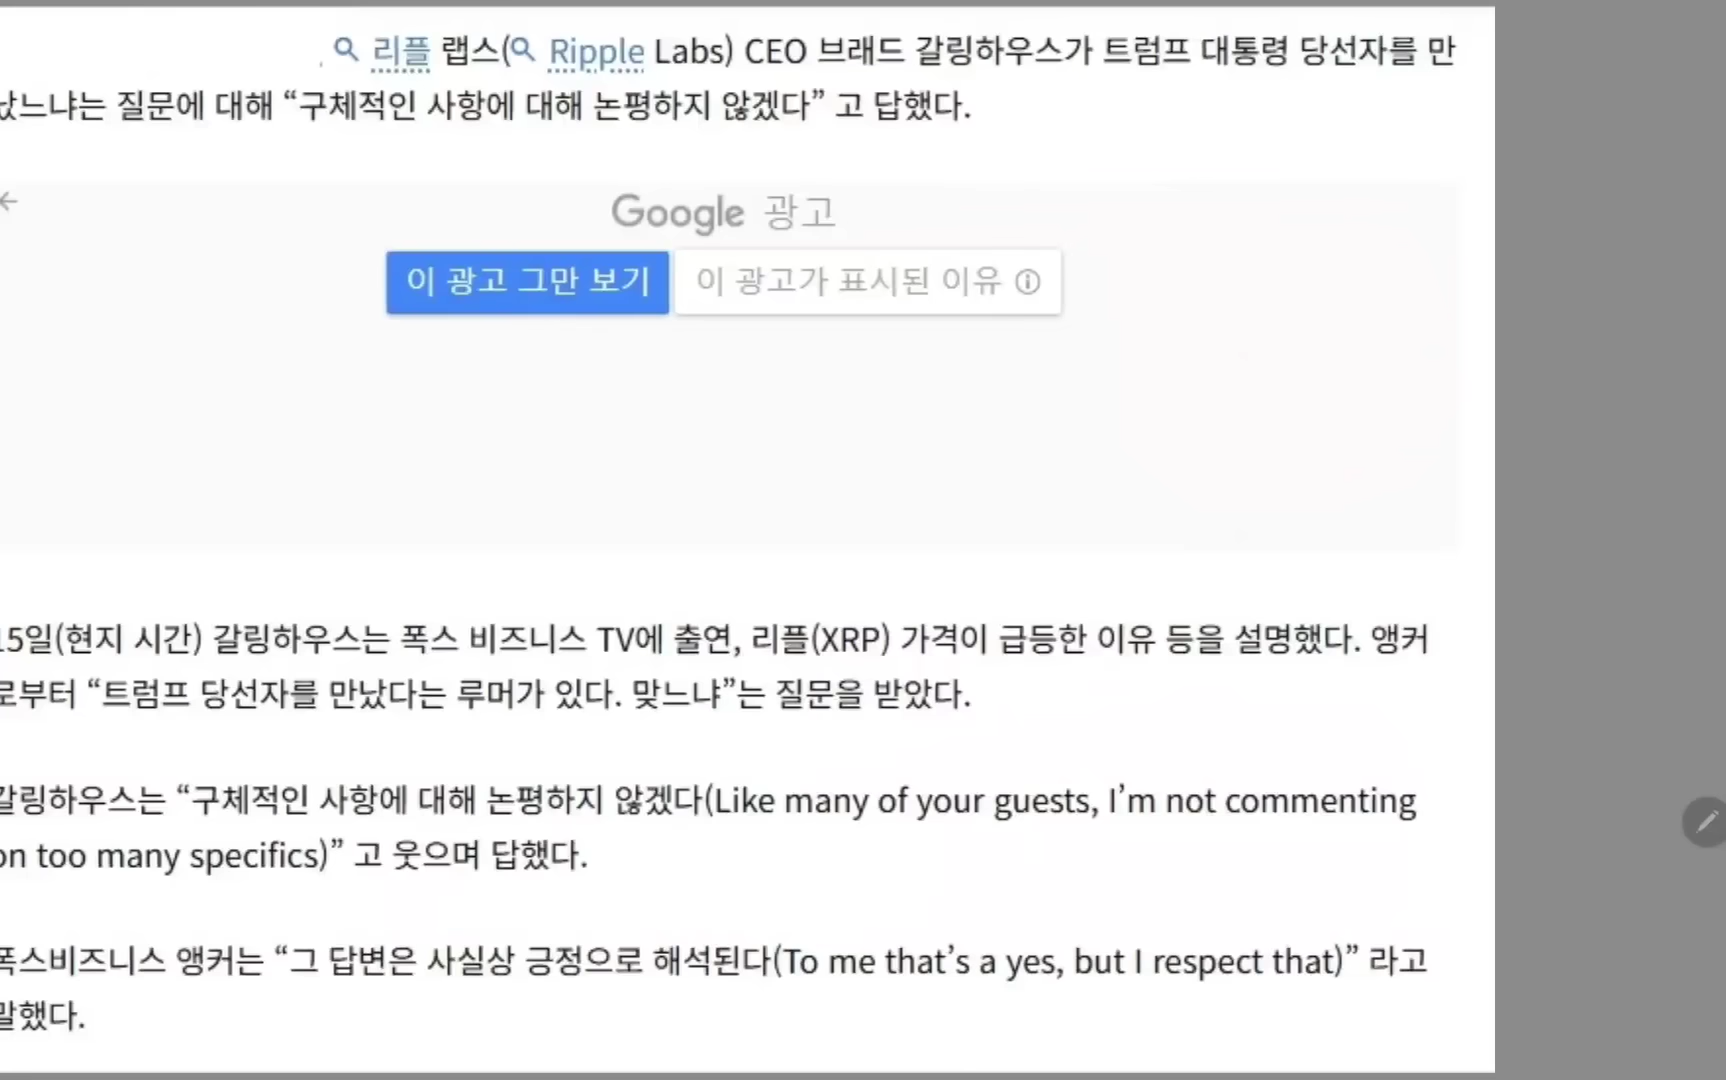 리플 랩스( Ripple Labs) CEO 브래드 갈링하우스가 트럼프 대통령 당선자를 만
났느냐는 질문에 대해 “구체적인 사항에 대해 논평하지 않겠다” 고 답했다.
Google 광고
이 광고 그만 보기 이 광고가 표시된 이유
15일(현지 시간) 갈링하우스는 폭스 비즈니스 TV에 출연, 리플(XRP) 가격이 급등한 이유 등을 설명했다. 앵커
로부터 “트럼프 당선자를 만났다는 루머가 있다. 맞느냐”는 질문을 받았다.
갈링하우스는 “구체적인 사항에 대해 논평하지 않겠다(Like many of your guests, I’m not commenting
on too many specifics)” 고 웃으며 답했다.
폭스비즈니스 앵커는 “그 답변은 사실상 긍정으로 해석된다(To me that’s a yes, but I respect that)” 라고
말했다.